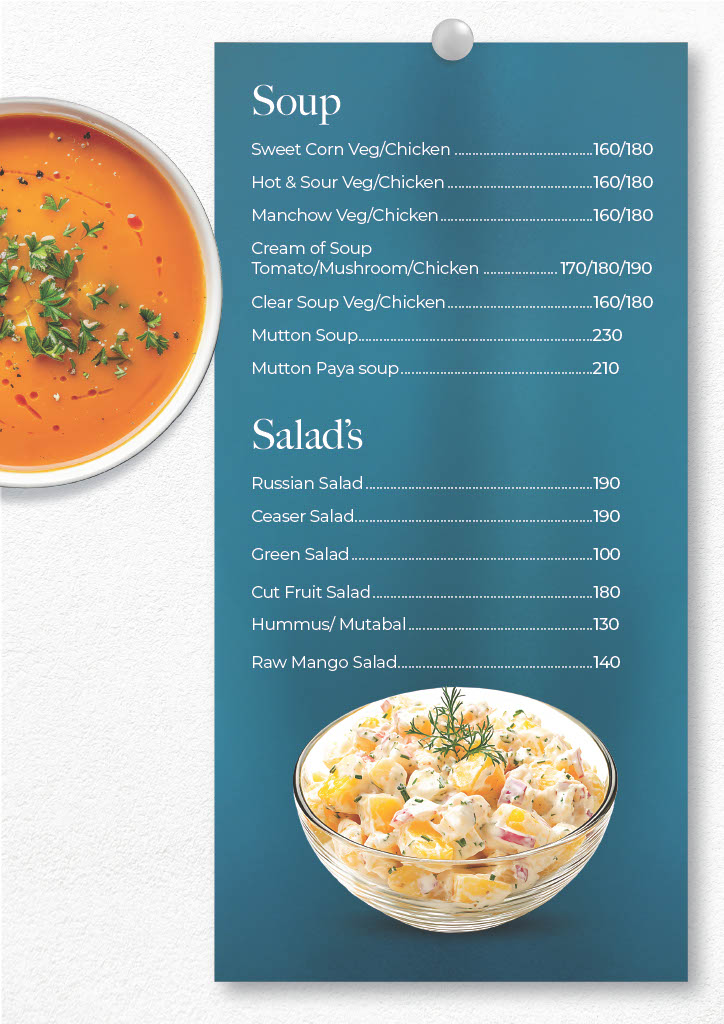 Soup
Sweet Corn Veg/Chicken ........................................160/180
Hot & Sour Veg/Chicken ........................................160/180
Manchow Veg/Chicken ........................................160/180
Cream of Soup
Tomato/Mushroom/Chicken .................... 170/180/190
Clear Soup Veg/Chicken ........................................160/180
Mutton Soup ........................................230
Mutton Paya soup ........................................210
Salad's
Russian Salad ........................................190
Ceaser Salad ........................................190
Green Salad ........................................100
Cut Fruit Salad ........................................180
Hummus/ Mutabal ........................................130
Raw Mango Salad ........................................140